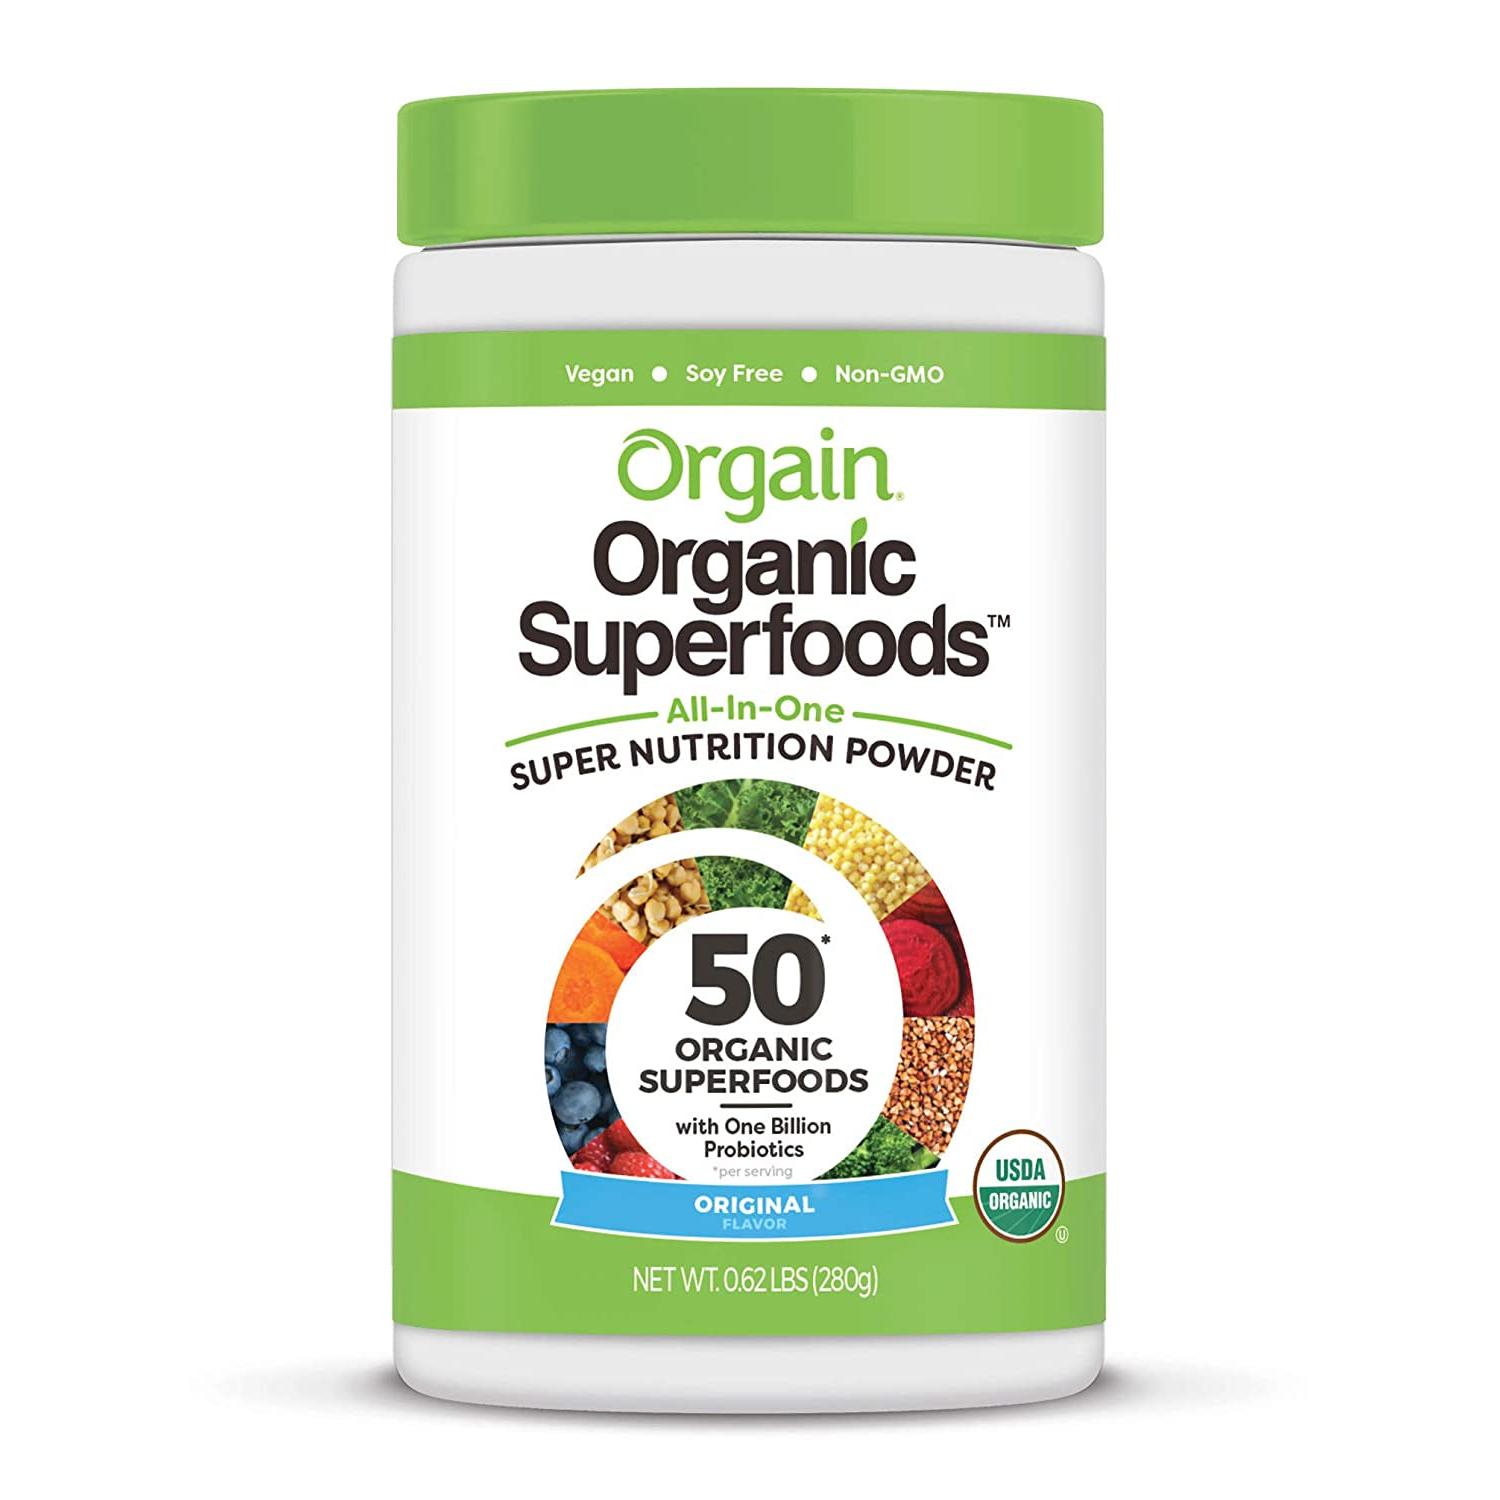 Vegan ● Soy Free ● Non-GMO
Orgain®
Organic
Superfoods™
All-In-One
SUPER NUTRITION POWDER
50*
ORGANIC
SUPERFOODS
with One Billion
Probiotics
*per serving
ORIGINAL
FLAVOR
USDA
ORGANIC
U
NET WT. 0.62 LBS (280g)